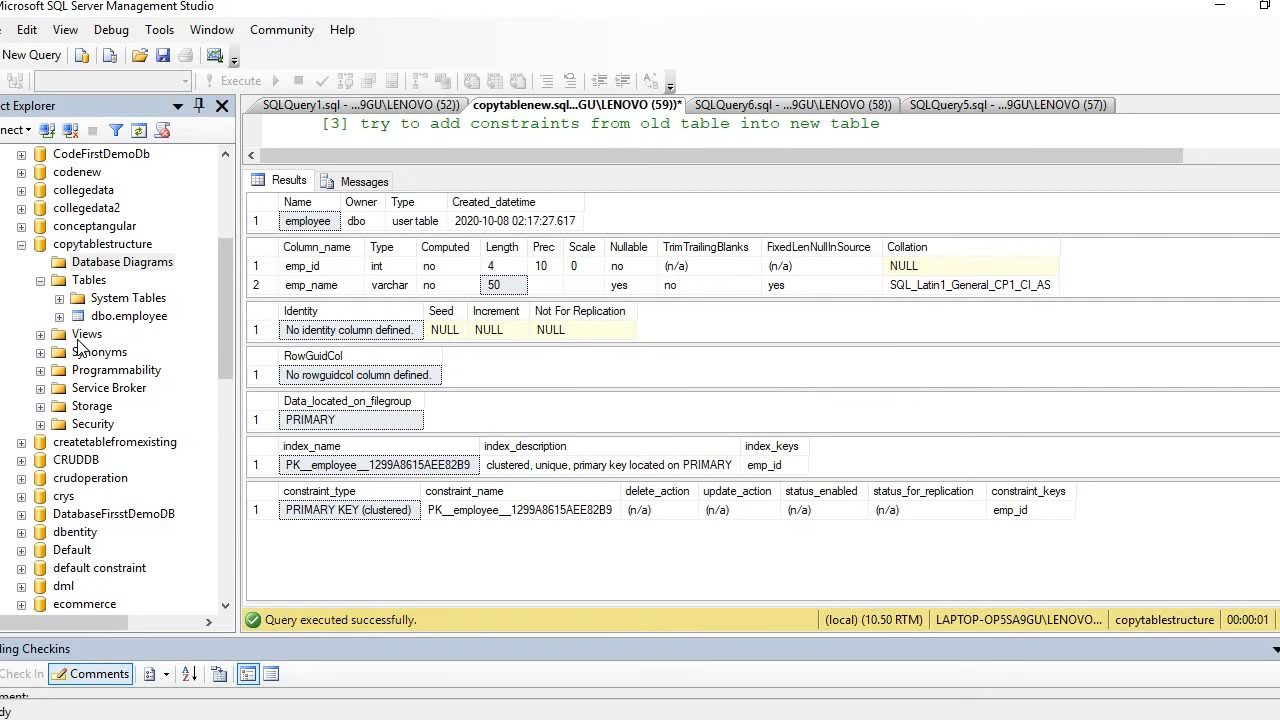 Microsoft SQL Server Management Studio
Edit View Debug Tools Window Community Help
New Query
Execute
ct Explorer
nect
CodeFirstDemoDb
codenew
collegedata
collegedata2
conceptangular
copytablestructure
Database Diagrams
Tables
System Tables
dbo.employee
Views
Synonyms
Programmability
Service Broker
Storage
Security
createtablefromexisting
CRUDDB
crudoperation
crys
DatabaseFirsstDemoDB
dbentity
Default
default constraint
dml
ecommerce
SQLQuery1.sql - ...9GU\LENOVO (52)) copytablenew.sql...GU\LENOVO (59))* SQLQuery6.sql - ...9GU\LENOVO (58)) SQLQuery5.sql - ...9GU\LENOVO (57))
[3] try to add constraints from old table into new table
Results Messages
Name Owner Type Created_datetime
1 employee dbo user table 2020-10-08 02:17:27.617
Column_name Type Computed Length Prec Scale Nullable TrimTrailingBlanks FixedLenNullInSource Collation
1 emp_id int no 4 10 0 no (n/a) (n/a) NULL
2 emp_name varchar no 50 yes no yes SQL_Latin1_General_CP1_CI_AS
Identity Seed Increment Not For Replication
1 No identity column defined. NULL NULL NULL
RowGuidCol
1 No rowguidcol column defined.
Data_located_on_filegroup
1 PRIMARY
index_name index_description index_keys
1 PK__employee__1299A8615AEE82B9 clustered, unique, primary key located on PRIMARY emp_id
constraint_type constraint_name delete_action update_action status_enabled status_for_replication constraint_keys
1 PRIMARY KEY (clustered) PK__employee__1299A8615AEE82B9 (n/a) (n/a) (n/a) (n/a) emp_id
Query executed successfully. (local) (10.50 RTM) LAPTOP-OP5SA9GU\LENOVO... copytablestructure 00:00:01
ling Checkins
Check In Comments
dy